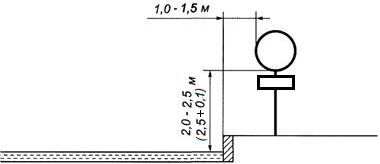 1,0 - 1,5 м
2,0 - 2,5 м
(2,5+0,1)